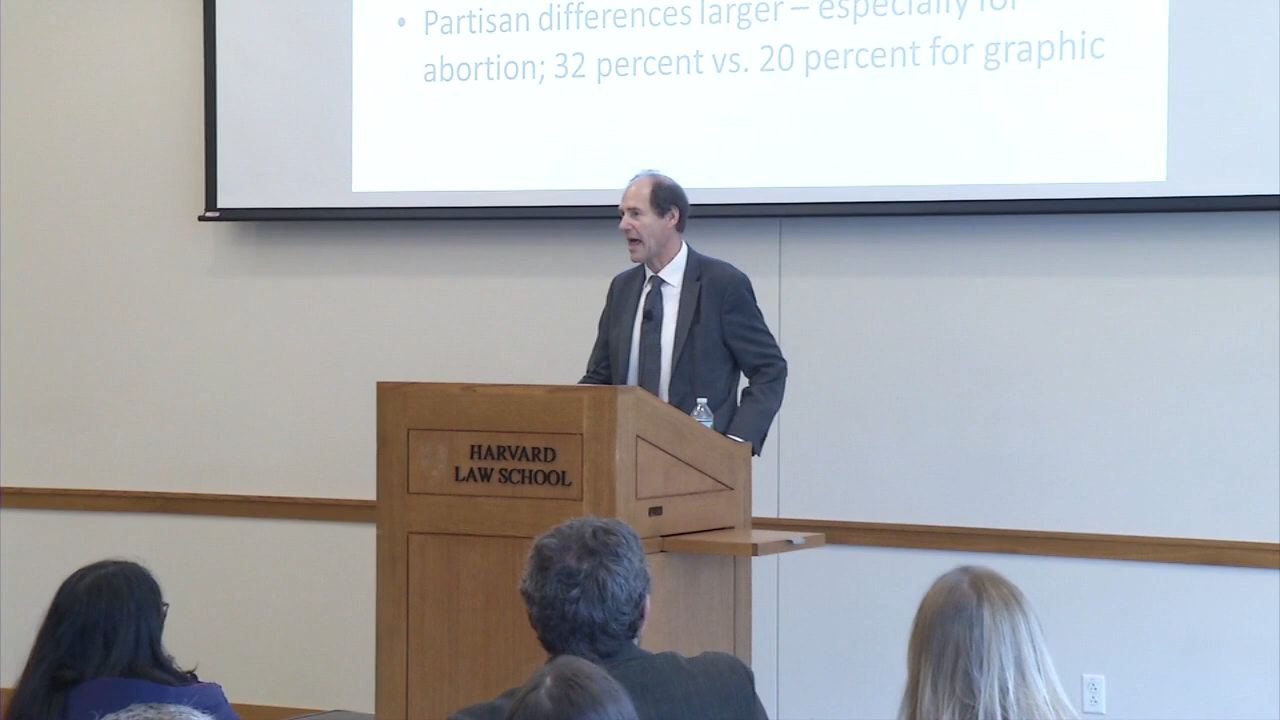 • Partisan differences larger – especially for
abortion; 32 percent vs. 20 percent for graphic
HARVARD
LAW SCHOOL